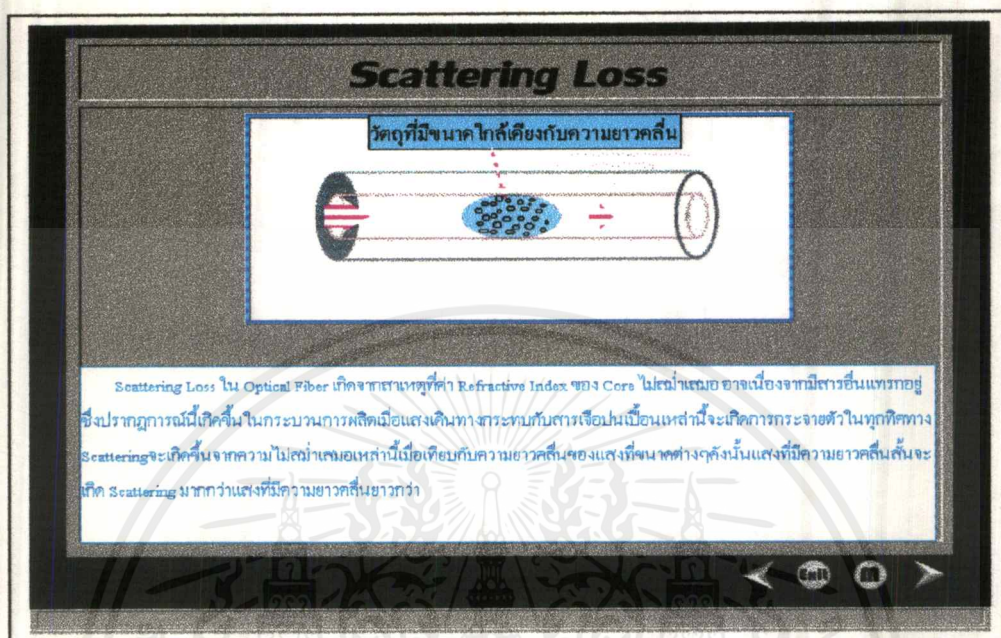 Scattering Loss
วัตถุที่มีขนาดใกล้เคียงกับความยาวคลื่น
Scattering Loss ใน Optical Fiber เกิดจากสาเหตุที่ค่า Refractive Index ของ Core ไม่สม่ำเสมอ อาจเนื่องจากมีสารอื่นแทรกอยู่
ซึ่งปรากฏการณ์นี้เกิดขึ้นในกระบวนการผลิตเมื่อแสงเดินทางกระทบกับสารเจือปนเปื้อนเหล่านี้จะเกิดการกระจายตัวในทุกทิศทาง
Scatteringจะเกิดขึ้นจากความไม่สม่ำเสมอเหล่านี้เมื่อเทียบกับความยาวคลื่นของแสงที่ขนาดต่างๆดังนั้นแสงที่มีความยาวคลื่นสั้นจะ
เกิด Scattering มากกว่าแสงที่มีความยาวคลื่นยาวกว่า
Exit